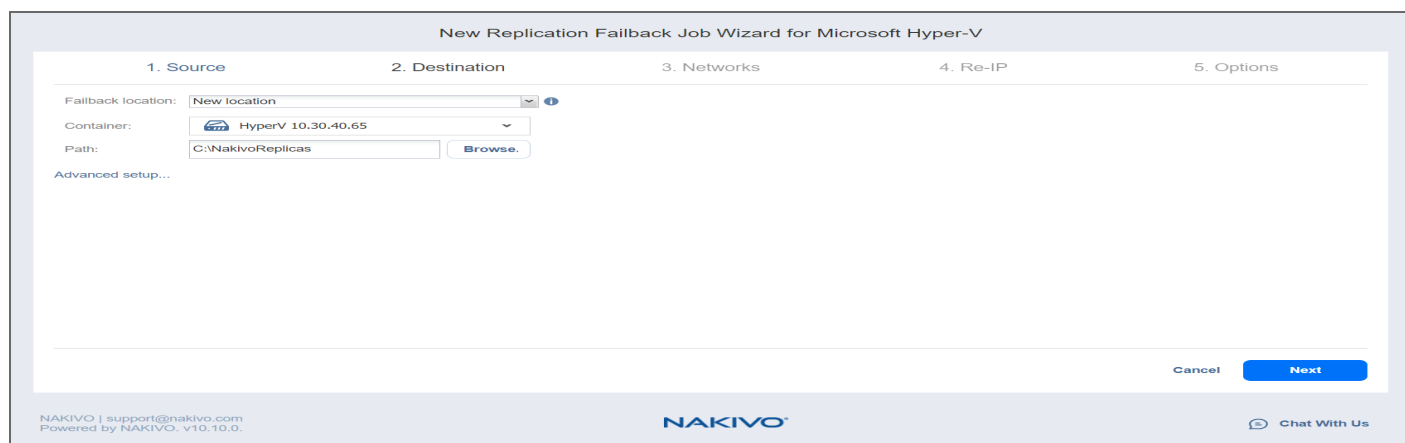 New Replication Failback Job Wizard for Microsoft Hyper-V
1. Source 2. Destination 3. Networks 4. Re-IP 5. Options
Failback location: New location
Container: HyperV 10.30.40.65
Path: C:\NakivoReplicas Browse.
Advanced setup...
Cancel Next
NAKIVO | support@nakivo.com
Powered by NAKIVO. v10.10.0.
NAKIVO®
Chat With Us